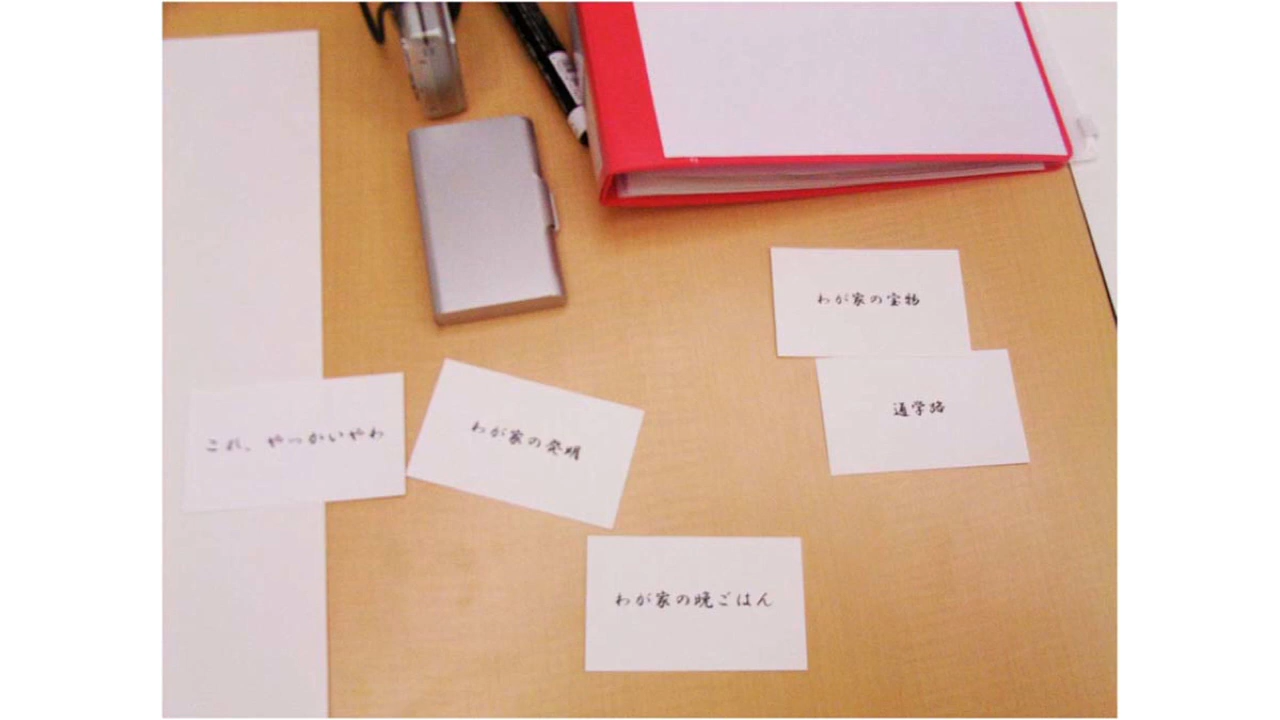 わが家の宝物
通学路
これ、やっかいやわ
わが家の発明
わが家の晩ごはん